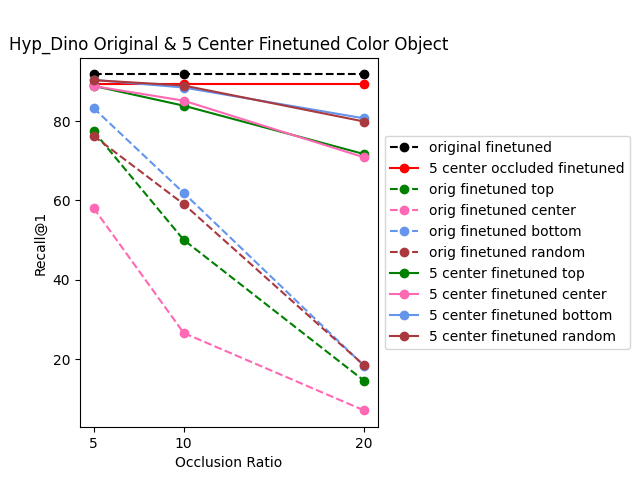 Hyp_Dino Original & 5 Center Finetuned Color Object
Recall@1
80
60
40
20
5
10
20
Occlusion Ratio
original finetuned
5 center occluded finetuned
orig finetuned top
orig finetuned center
orig finetuned bottom
orig finetuned random
5 center finetuned top
5 center finetuned center
5 center finetuned bottom
5 center finetuned random